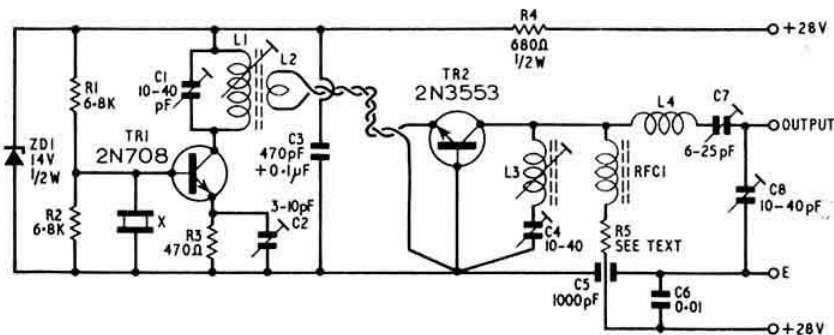 R4
680Ω
1/2W
+28V
L1
L2
C1
10-40
pF
R1
6·8K
TR1
2N708
ZD1
14V
1/2W
C3
470pF
+0·1μF
TR2
2N3553
L4
C7
6-25pF
OUTPUT
L3
RFC1
C8
10-40pF
R2
6·8K
X
R3
470Ω
3-10pF
C2
C4
10-40
R5
SEE TEXT
C5
1000pF
C6
0·01
E
+28V